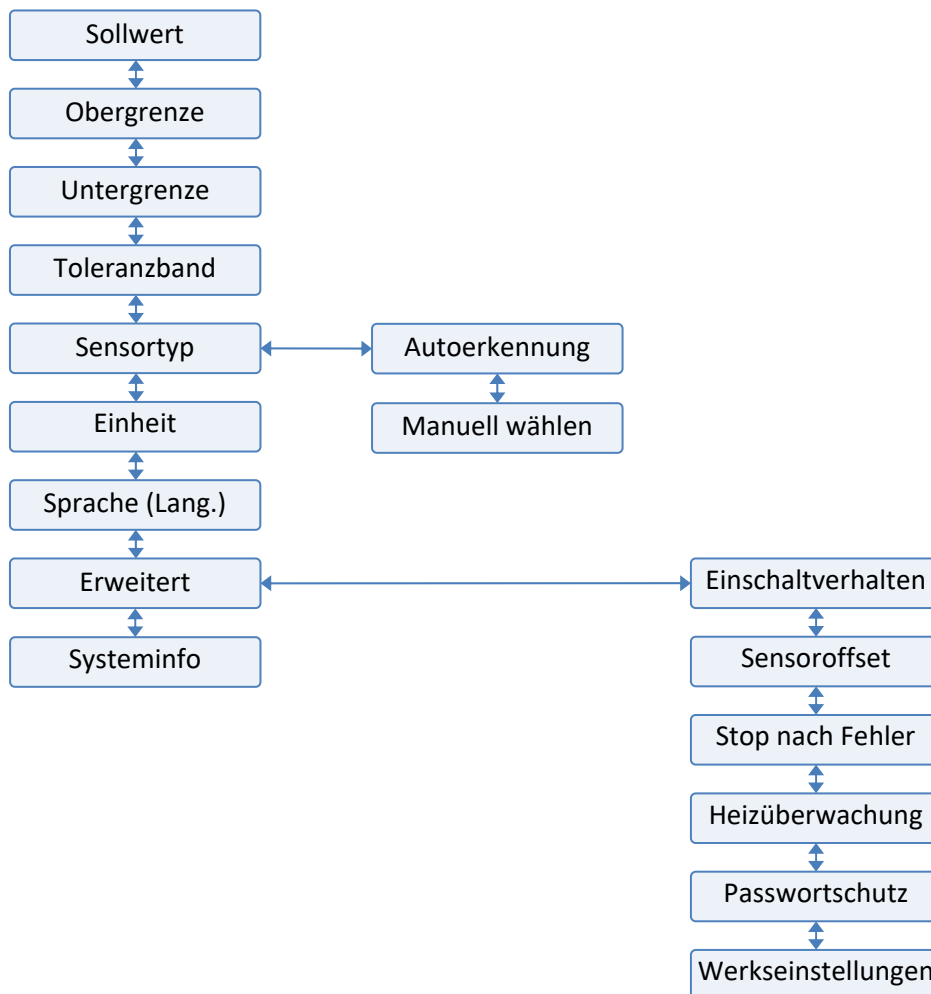 Sollwert
Obergrenze
Untergrenze
Toleranzband
Sensortyp
Autoerkennung
Einheit
Manuell wählen
Sprache (Lang.)
Erweitert
Einschaltverhalten
Systeminfo
Sensoroffset
Stop nach Fehler
Heizüberwachung
Passwortschutz
Werkseinstellungen